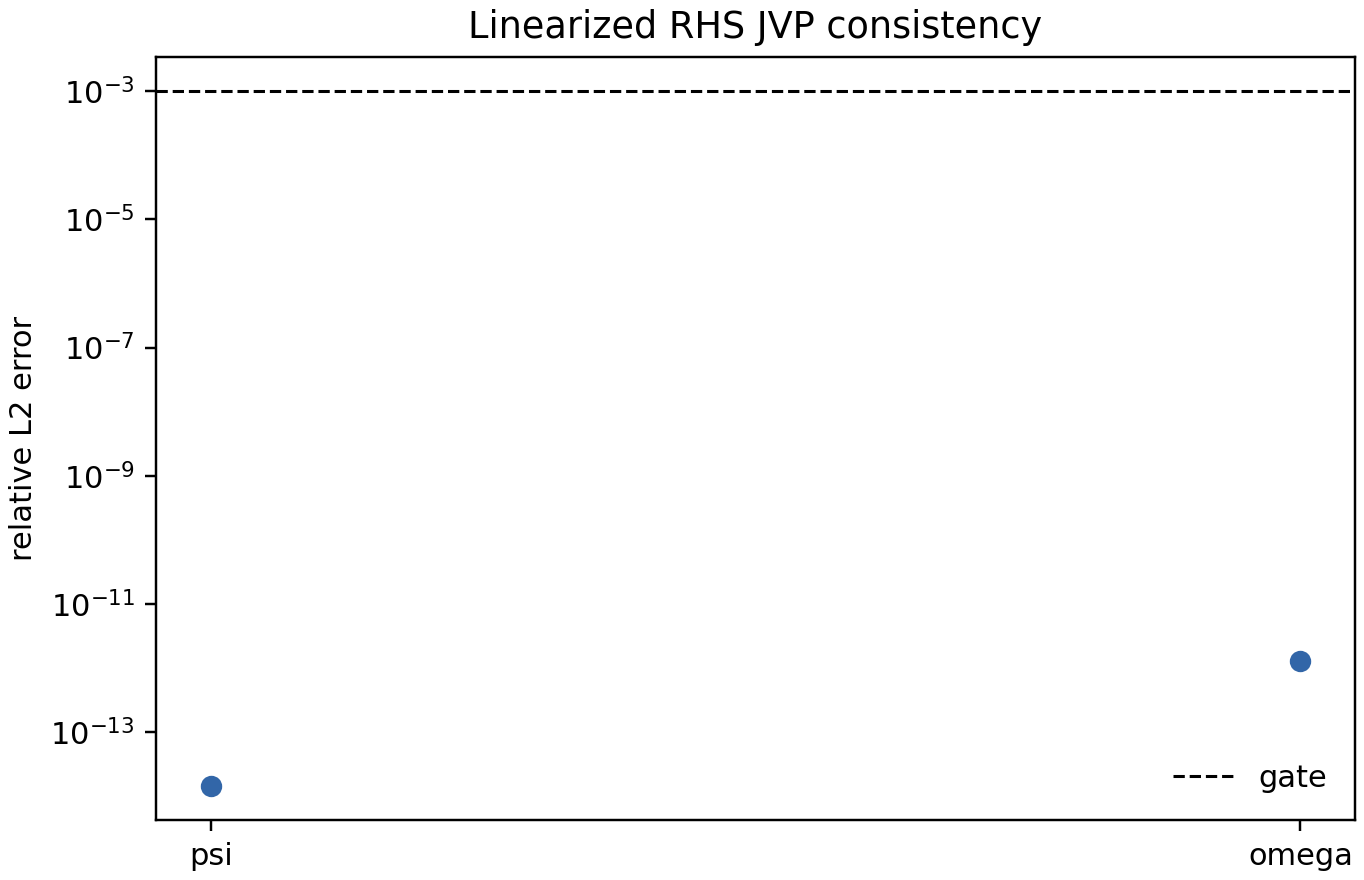 Linearized RHS JVP consistency
relative L2 error
10⁻³
10⁻⁵
10⁻⁷
10⁻⁹
10⁻¹¹
10⁻¹³
gate
psi
omega